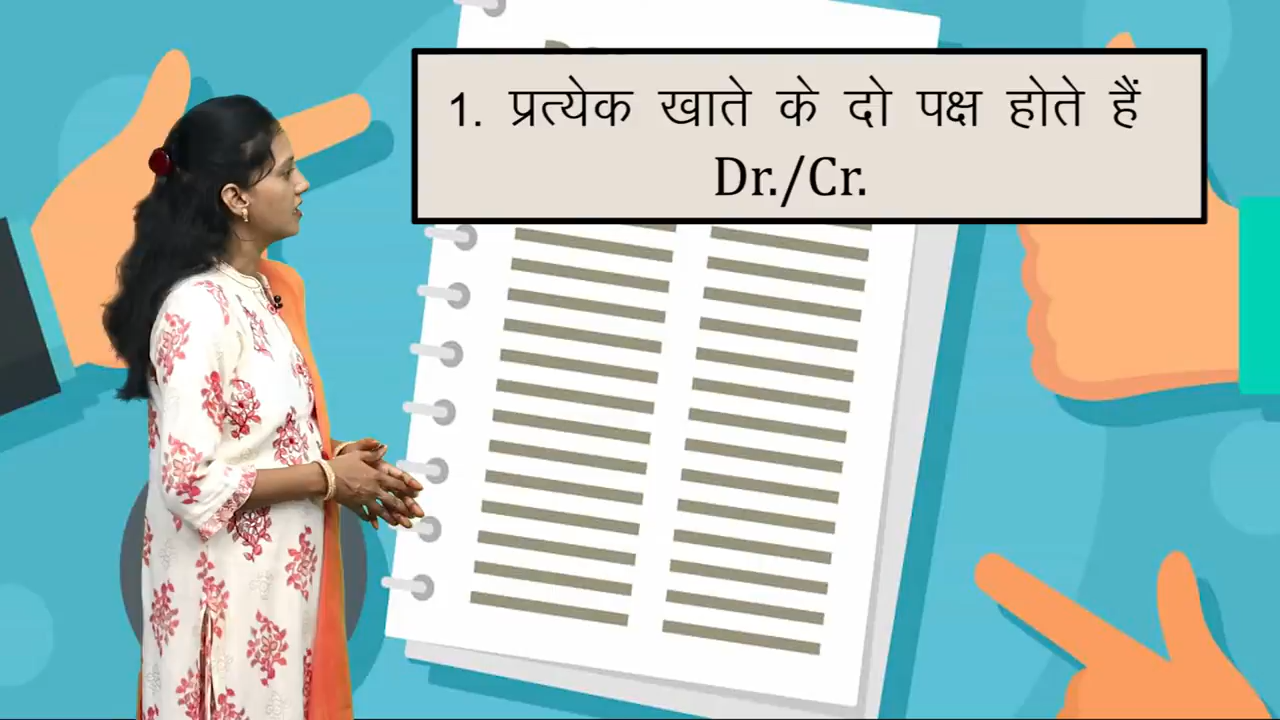 1. प्रत्येक खाते के दो पक्ष होते हैं
Dr./Cr.